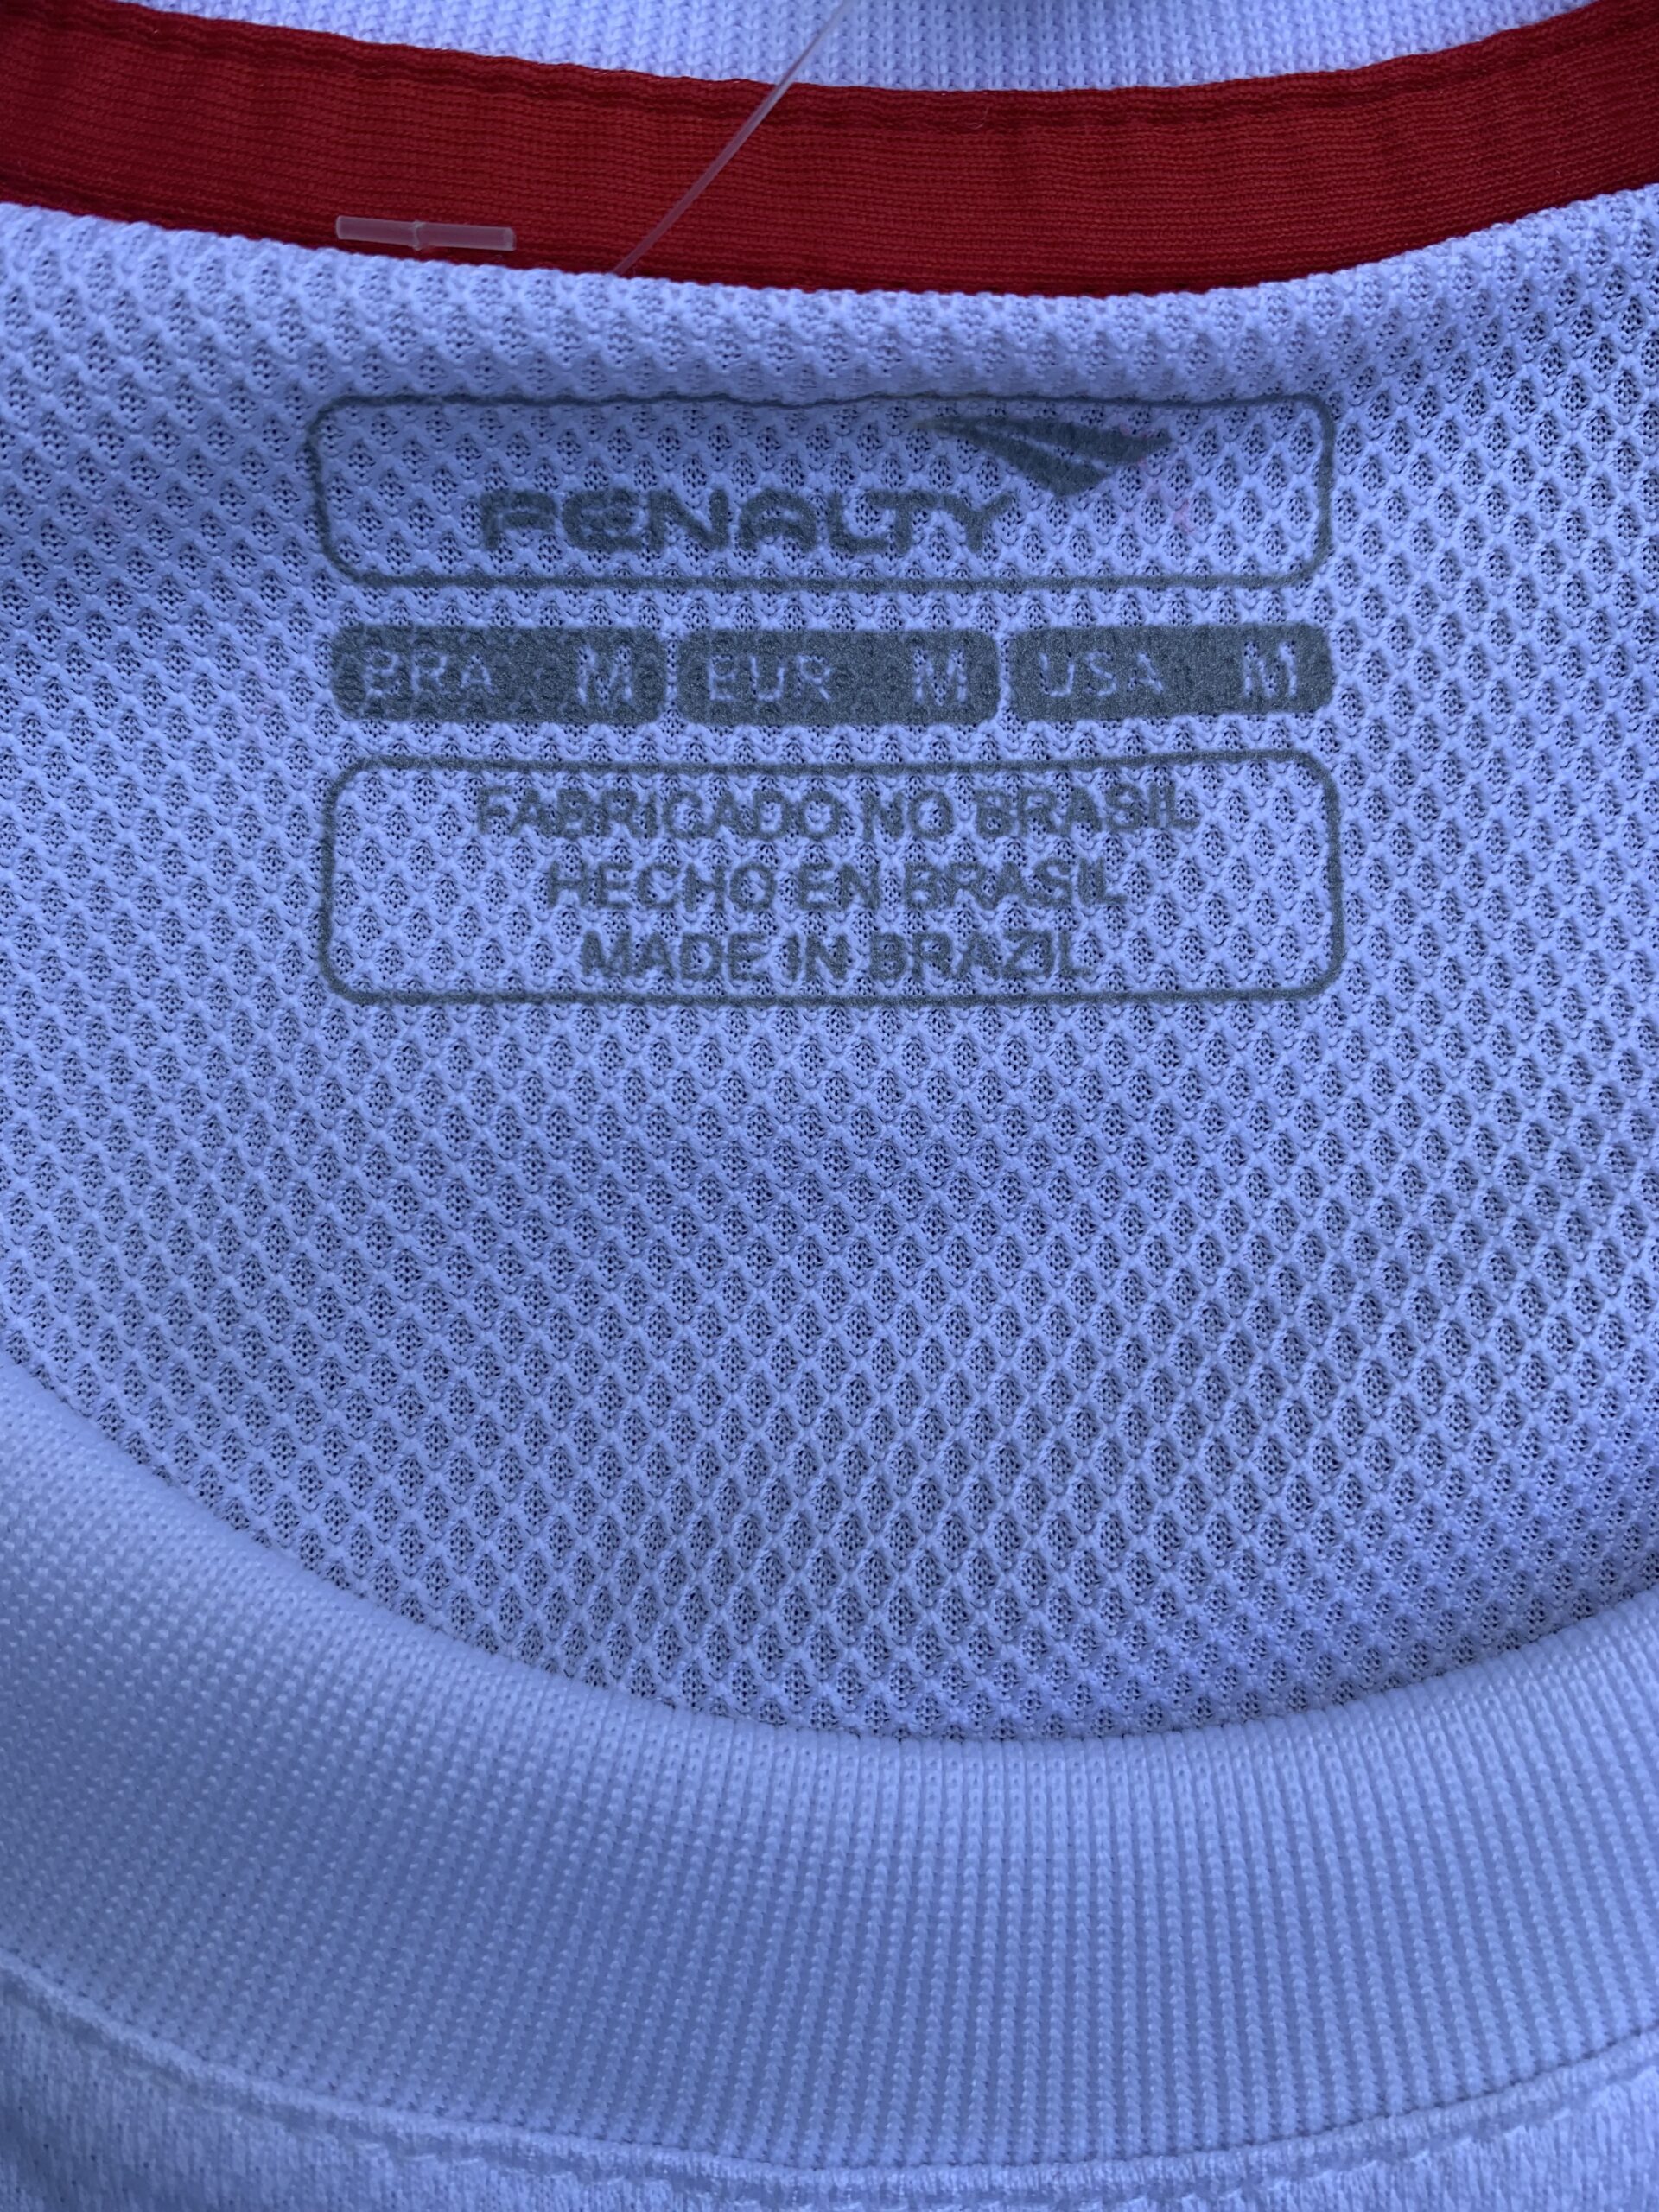 PENALTY
BRA M EUR M USA M
FABRICADO NO BRASIL
HECHO EN BRASIL
MADE IN BRAZIL